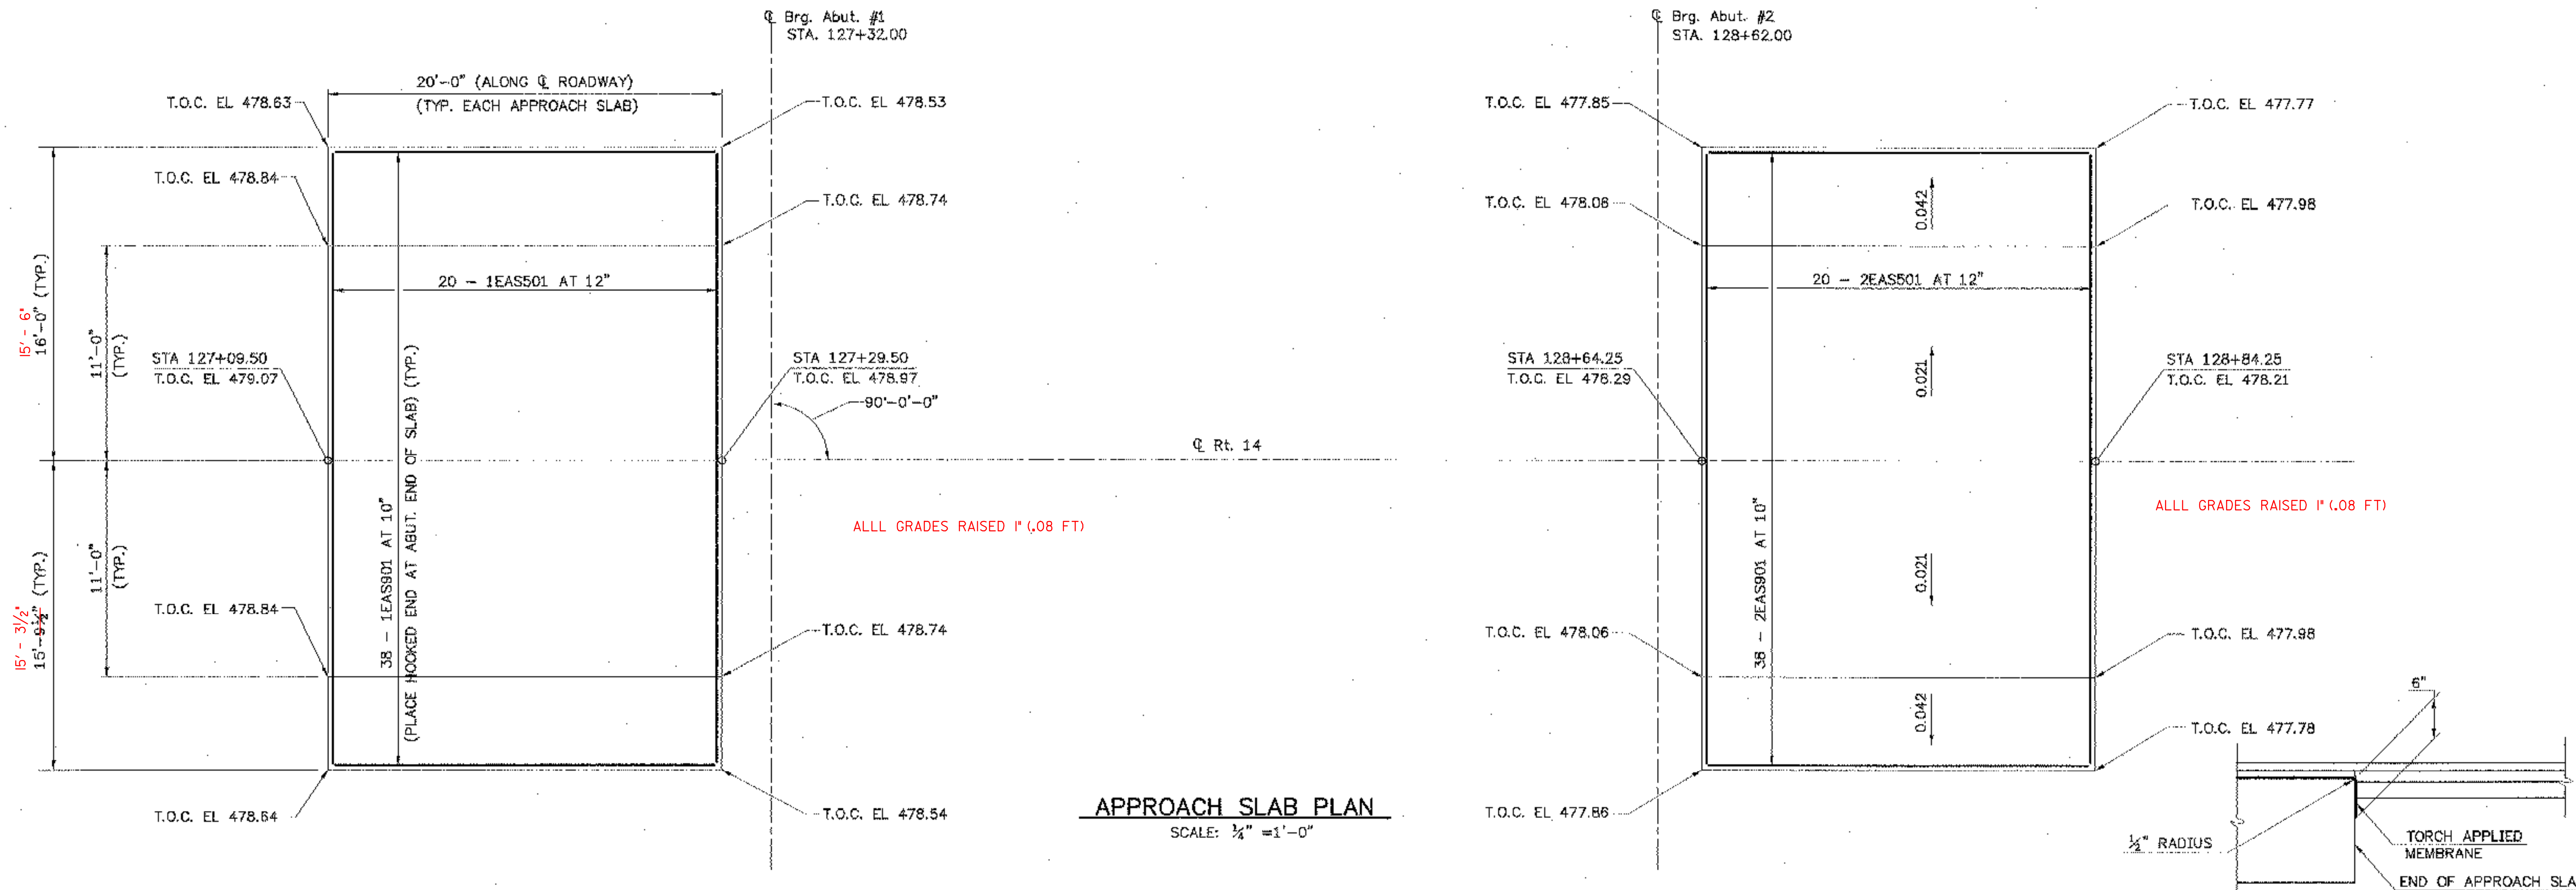 ℄ Brg. Abut. #1
STA. 127+32.00
℄ Brg. Abut. #2
STA. 128+62.00
20'-0" (ALONG ℄ ROADWAY)
(TYP. EACH APPROACH SLAB)
T.O.C. EL 478.63
T.O.C. EL 478.53
T.O.C. EL 478.84
T.O.C. EL 478.74
20 - 1EAS501 AT 12"
15' - 6"
16'-0" (TYP.)
11'-0"
(TYP.)
STA 127+09.50
T.O.C. EL 479.07
STA 127+29.50
T.O.C. EL 478.97
90'-0'-0"
℄ Rt. 14
38 - 1EAS901 AT 10"
(PLACE HOOKED END AT ABUT. END OF SLAB) (TYP.)
ALLL GRADES RAISED 1" (.08 FT)
15' - 3½"
15'-9½" (TYP.)
11'-0"
(TYP.)
T.O.C. EL 478.84
T.O.C. EL 478.74
T.O.C. EL 478.64
T.O.C. EL 478.54
APPROACH SLAB PLAN
SCALE: ¼" =1'-0"
T.O.C. EL 477.85
T.O.C. EL 477.77
T.O.C. EL 478.06
T.O.C. EL 477.98
0.042
20 - 2EAS501 AT 12"
STA 128+64.25
T.O.C. EL 478.29
0.021
STA 128+84.25
T.O.C. EL 478.21
38 - 2EAS901 AT 10"
ALLL GRADES RAISED 1" (.08 FT)
0.021
T.O.C. EL 478.06
T.O.C. EL 477.98
0.042
T.O.C. EL 477.78
T.O.C. EL 477.86
6"
½" RADIUS
TORCH APPLIED
MEMBRANE
END OF APPROACH SLA